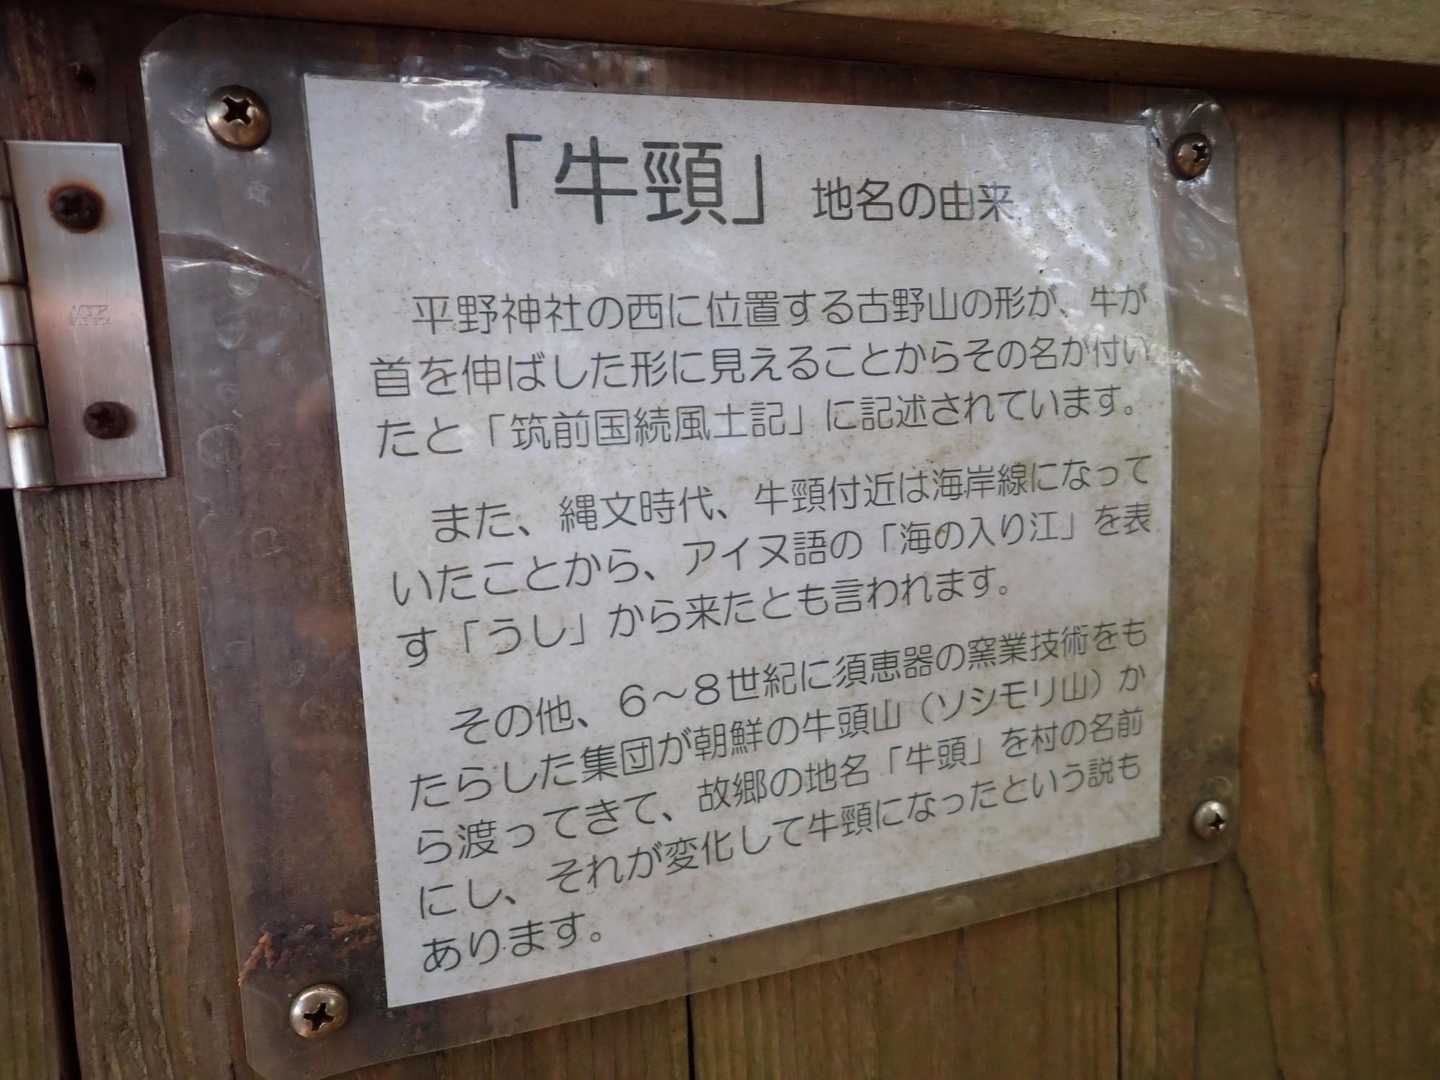 「牛頸」 地名の由来
平野神社の西に位置する古野山の形が、牛が
首を伸ばした形に見えることからその名が付い
たと「筑前国続風土記」に記述されています。
また、縄文時代、牛頸付近は海岸線になって
いたことから、アイヌ語の「海の入り江」を表
す「うし」から来たとも言われます。
その他、6～8世紀に須恵器の窯業技術をも
たらした集団が朝鮮の牛頭山（ソシモリ山）か
ら渡ってきて、故郷の地名「牛頭」を村の名前
にし、それが変化して牛頸になったという説も
あります。